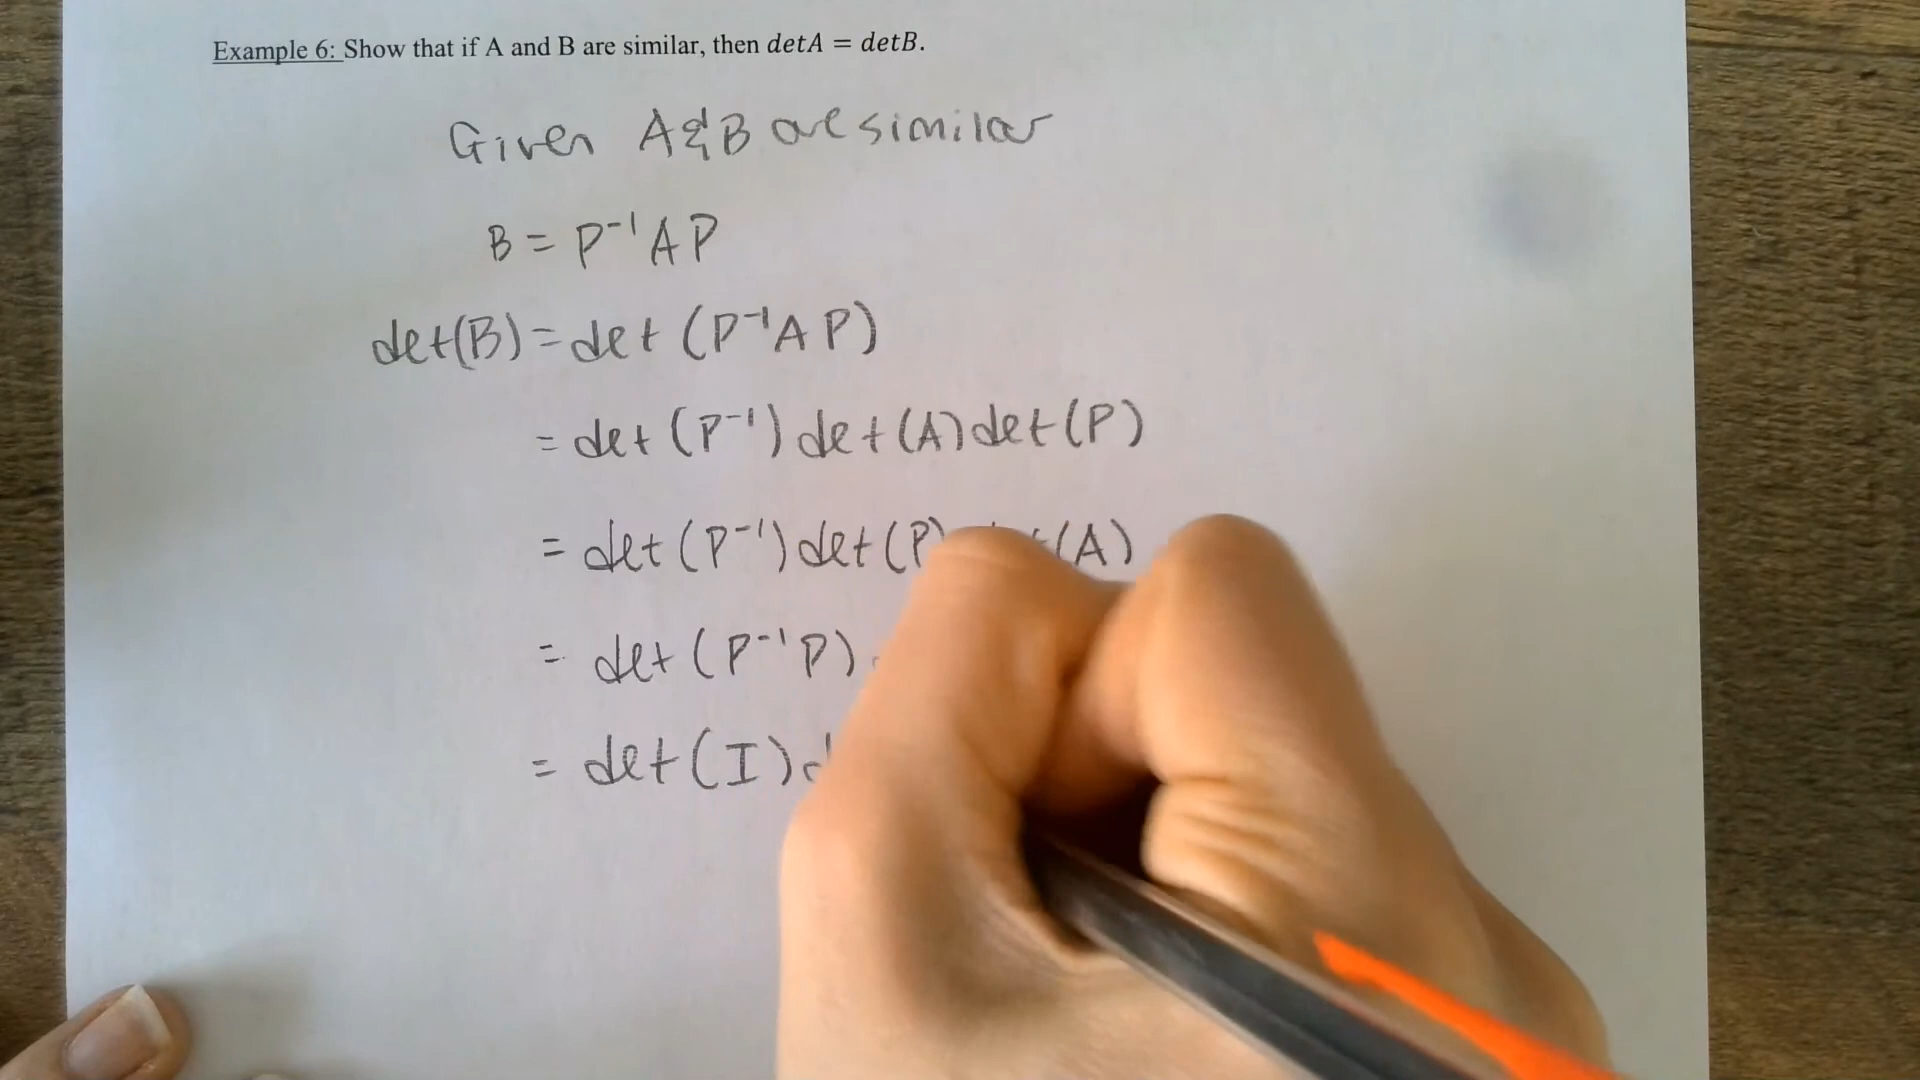 Example 6: Show that if A and B are similar, then detA = detB.
Given A & B are similar
B = P⁻¹AP
det(B) = det (P⁻¹AP)
= det (P⁻¹) det (A) det (P)
= det (P⁻¹) det (P) (A)
= det (P⁻¹P)
= det (I)